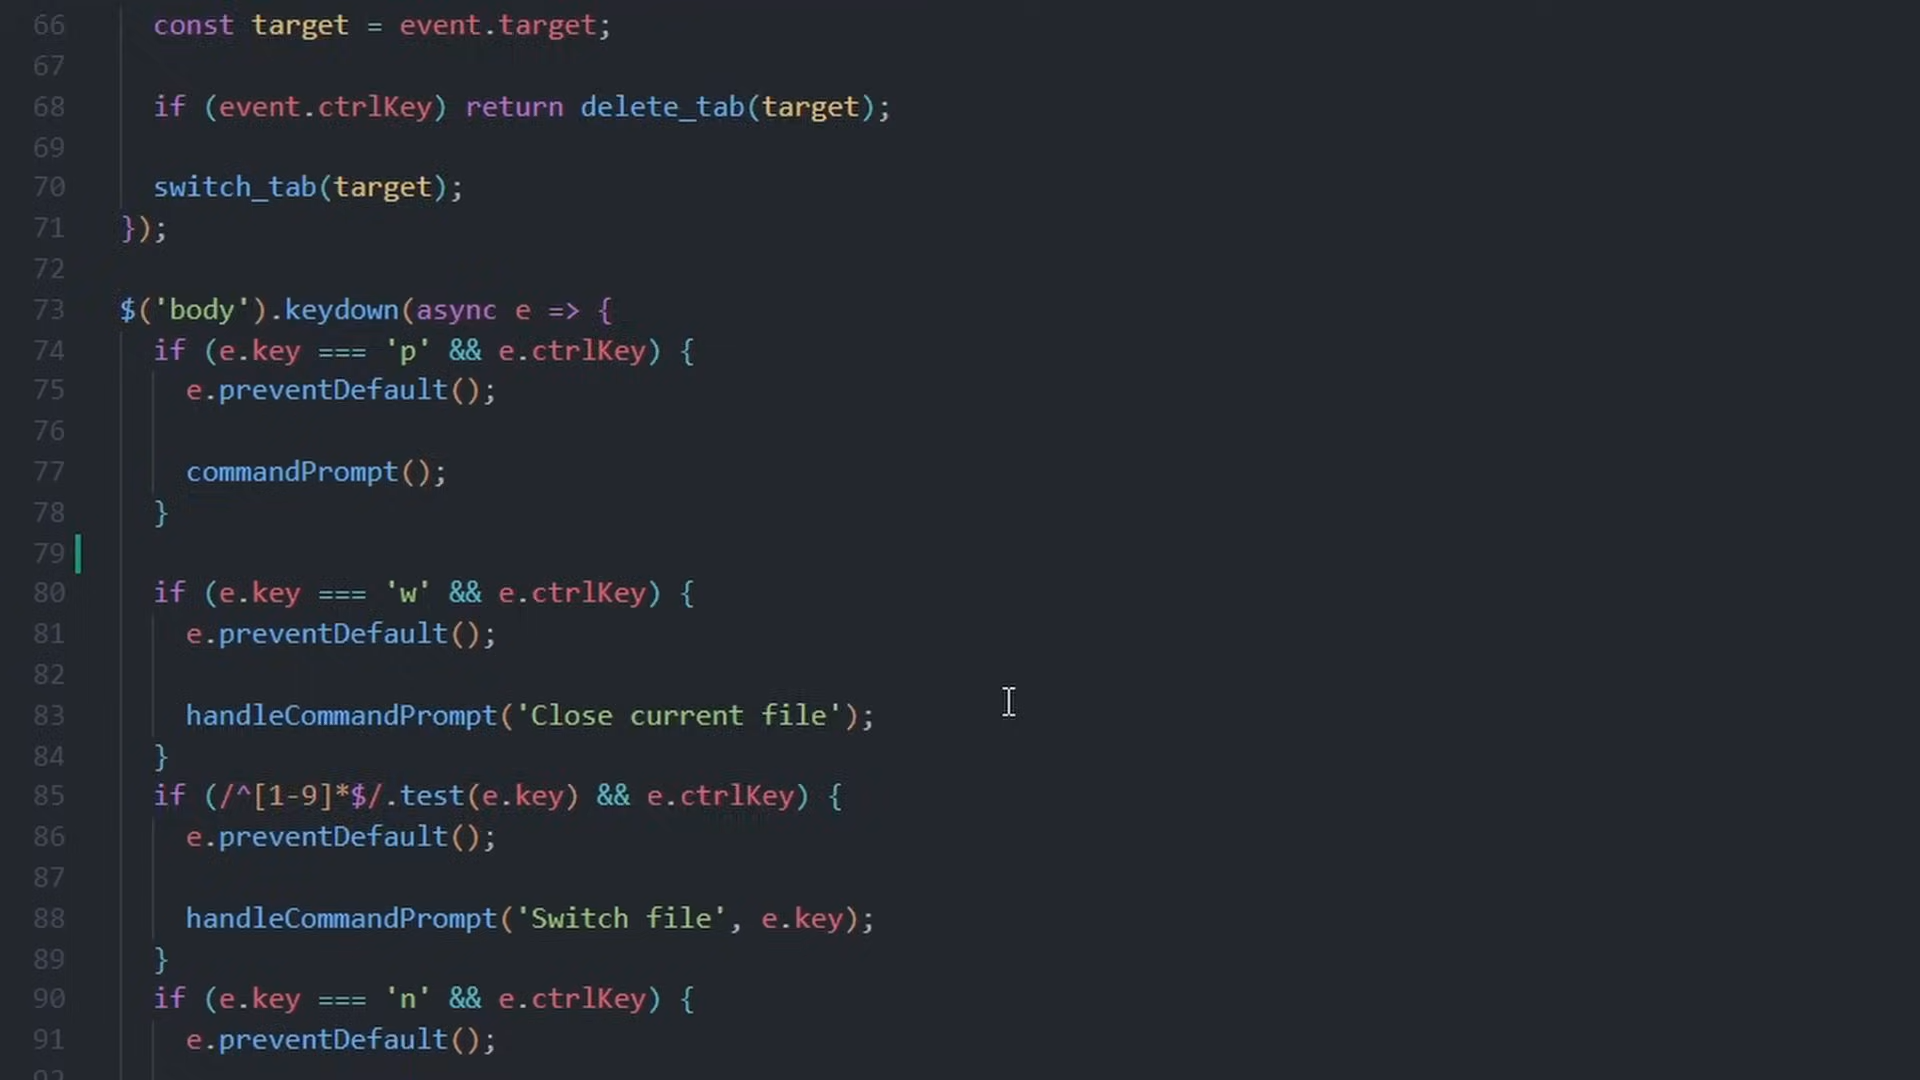 66 const target = event.target;
67
68 if (event.ctrlKey) return delete_tab(target);
69
70 switch_tab(target);
71 });
72
73 $('body').keydown(async e => {
74 if (e.key === 'p' && e.ctrlKey) {
75 e.preventDefault();
76
77 commandPrompt();
78 }
79
80 if (e.key === 'w' && e.ctrlKey) {
81 e.preventDefault();
82
83 handleCommandPrompt('Close current file');
84 }
85 if (/^[1-9]*$/.test(e.key) && e.ctrlKey) {
86 e.preventDefault();
87
88 handleCommandPrompt('Switch file', e.key);
89 }
90 if (e.key === 'n' && e.ctrlKey) {
91 e.preventDefault();
92